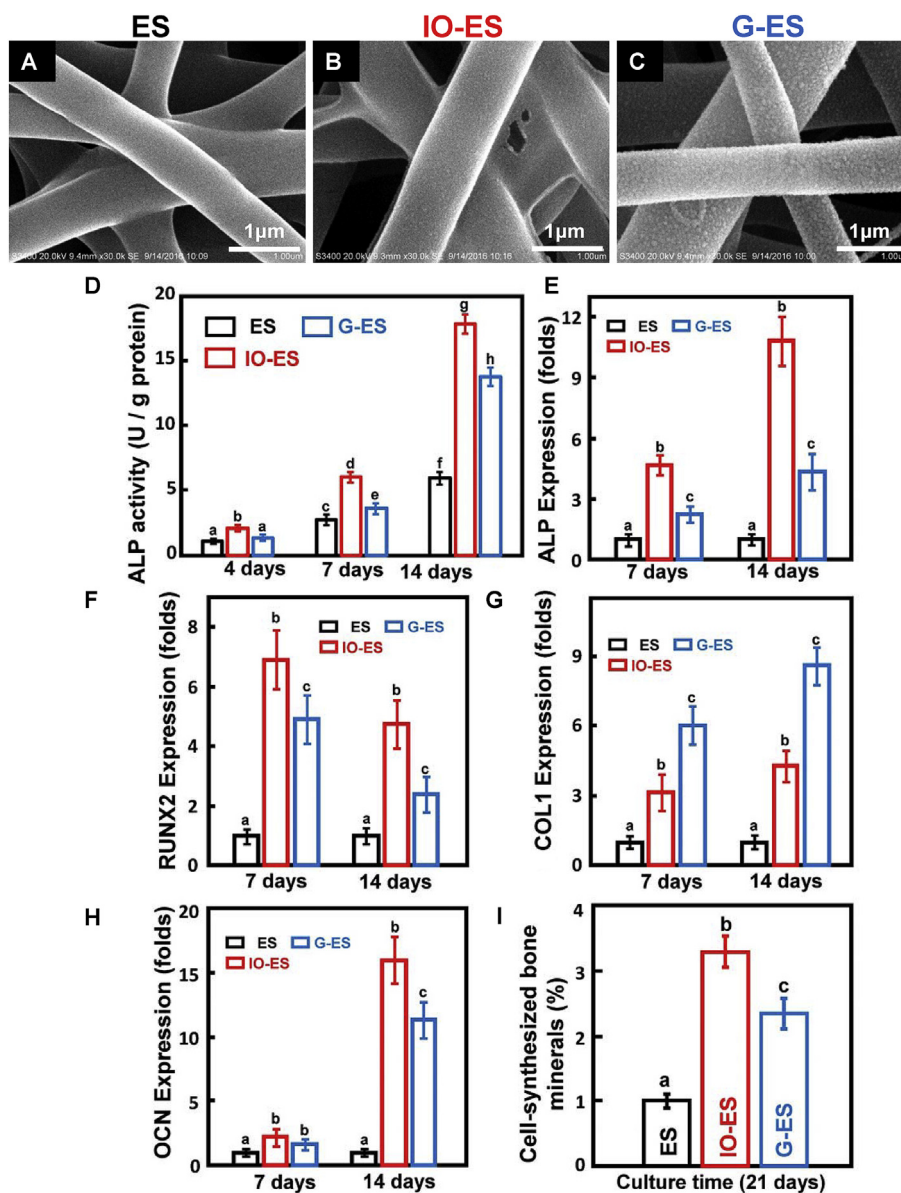 ES IO-ES G-ES
A B C
1µm 1µm 1µm
S3400 20.0kV 9.4mm x30.0k SE 9/14/2016 10:09 1.00um
S3400 20.0kV 9.3mm x30.0k SE 9/14/2016 10:16 1.00um
S3400 20.0kV 9.4mm x30.0k SE 9/14/2016 10:00 1.00um
D
ALP activity (U / g protein)
20
15
10
5
0
ES G-ES
IO-ES
a b a c d e f g h
4 days 7 days 14 days
E
ALP Expression (folds)
12
9
6
3
0
ES G-ES
IO-ES
a b c a b c
7 days 14 days
F
RUNX2 Expression (folds)
8
6
4
2
0
ES G-ES
IO-ES
a b c a b c
7 days 14 days
G
COL1 Expression (folds)
9
6
3
0
ES G-ES
IO-ES
a b c a b c
7 days 14 days
H
OCN Expression (folds)
20
15
10
5
0
ES G-ES
IO-ES
a b b a b c
7 days 14 days
I
Cell-synthesized bone
minerals (%)
4
3
2
1
0
a b c
ES IO-ES G-ES
Culture time (21 days)